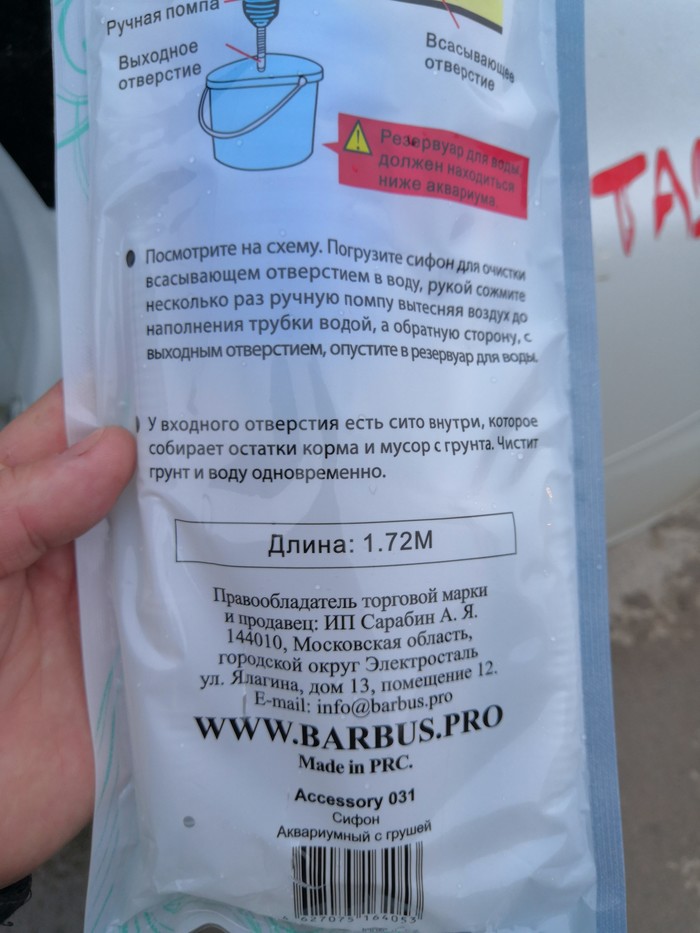 Ручная помпа
Выходное
отверстие
Всасывающее
отверстие
Резервуар для воды
должен находиться
ниже аквариума.
Посмотрите на схему. Погрузите сифон для очистки
всасывающем отверстием в воду, рукой сожмите
несколько раз ручную помпу вытесняя воздух до
наполнения трубки водой, а обратную сторону, с
выходным отверстием, опустите в резервуар для воды.
У входного отверстия есть сито внутри, которое
собирает остатки корма и мусор с грунта. Чистит
грунт и воду одновременно.
Длина: 1.72М
Правообладатель торговой марки
и продавец: ИП Сарабин А. Я.
144010, Московская область,
городской округ Электросталь
ул. Ялагина, дом 13, помещение 12.
E-mail: info@barbus.pro
WWW.BARBUS.PRO
Made in PRC.
Accessory 031
Сифон
Аквариумный с грушей
4 627075 164053